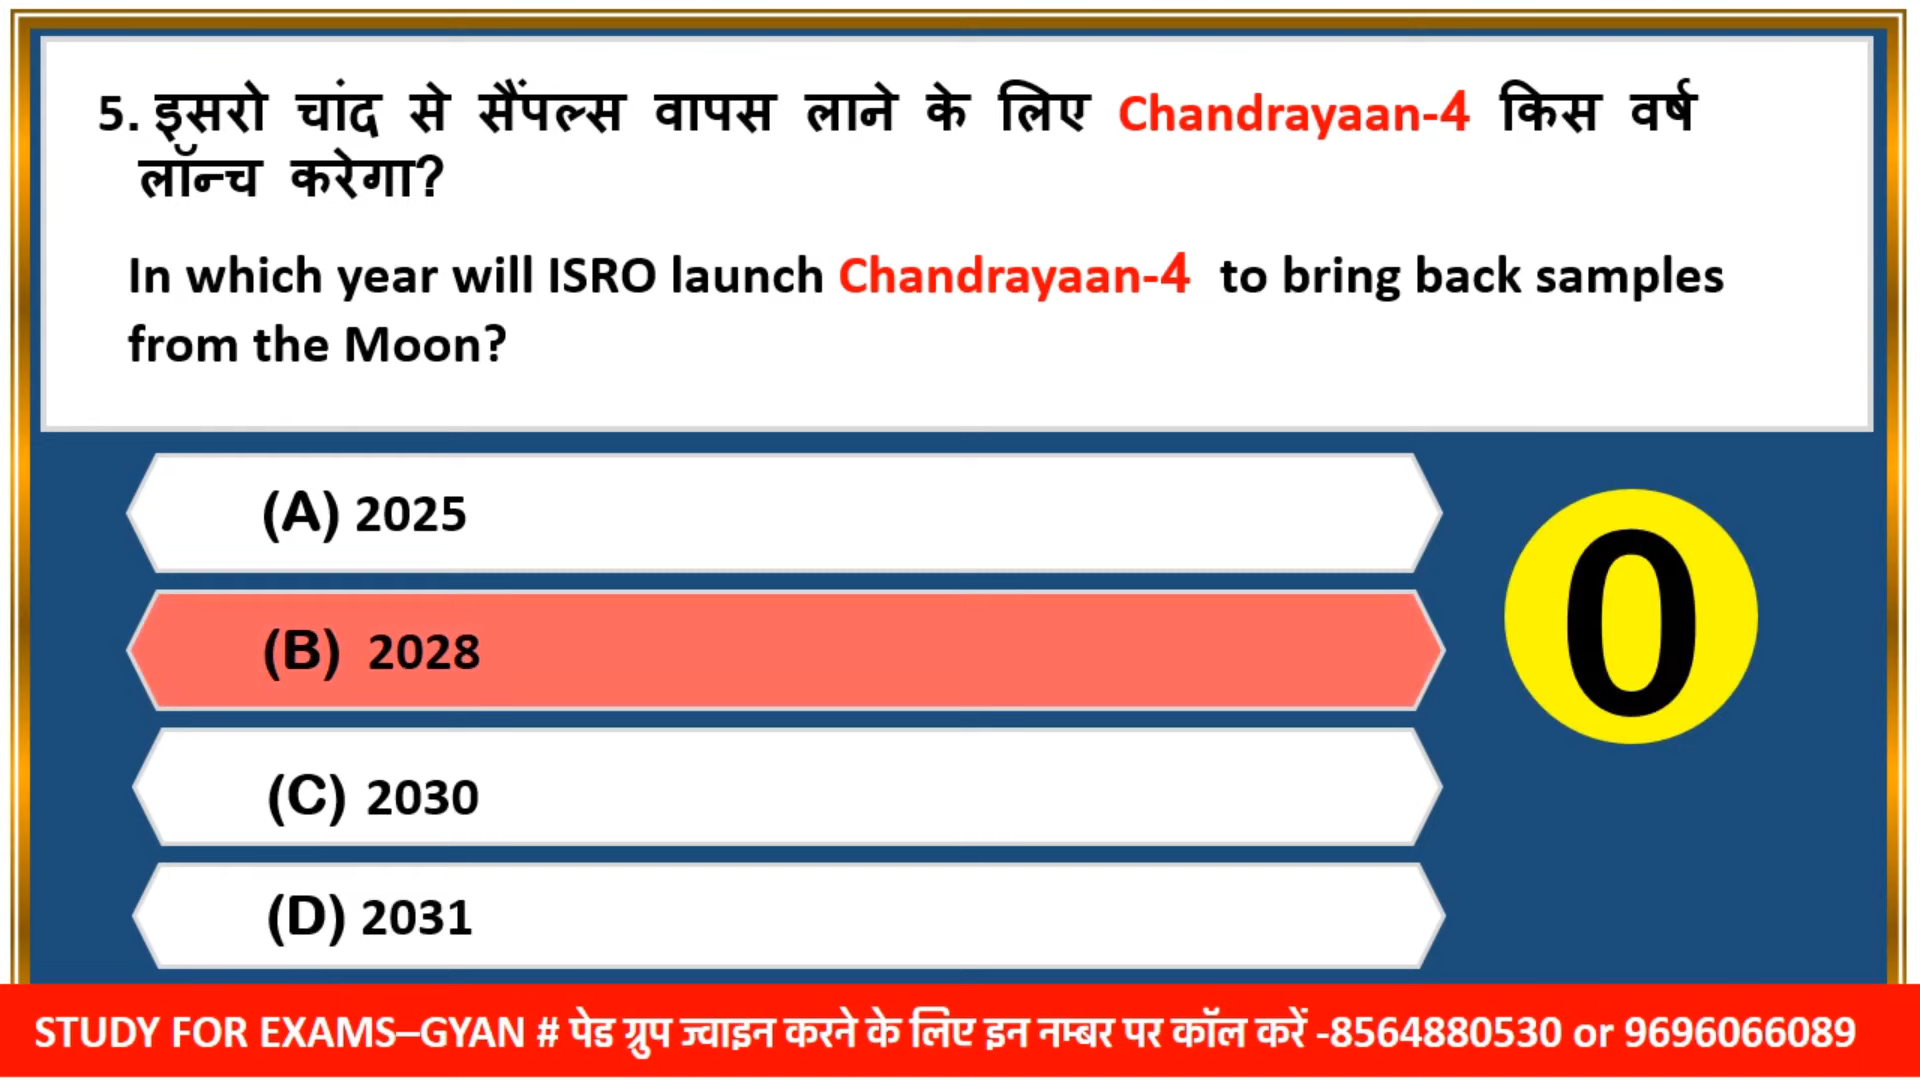 5. इसरो चांद से सैंपल्स वापस लाने के लिए Chandrayaan-4 किस वर्ष
लॉन्च करेगा?
In which year will ISRO launch Chandrayaan-4 to bring back samples
from the Moon?
(A) 2025
(B) 2028
0
(C) 2030
(D) 2031
STUDY FOR EXAMS–GYAN # पेड ग्रुप ज्वाइन करने के लिए इन नम्बर पर कॉल करें -8564880530 or 9696066089